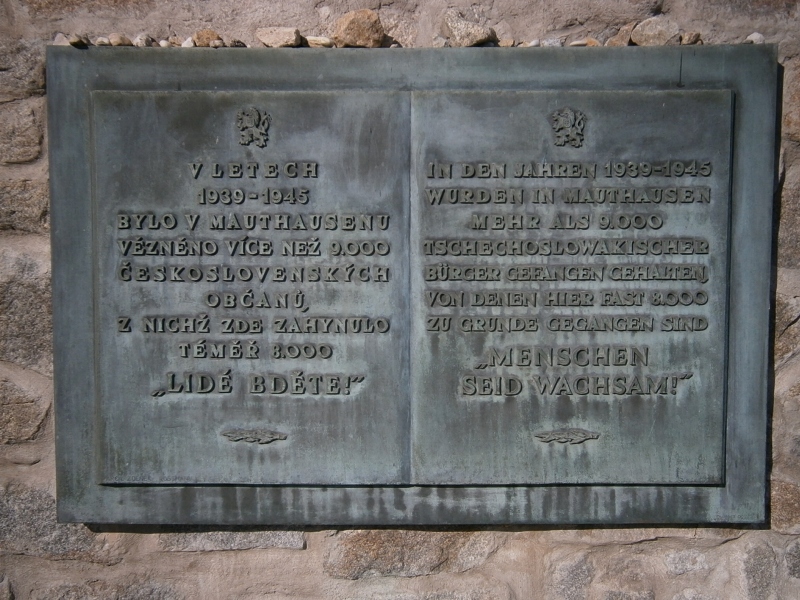 V LETECH
1939-1945
BYLO V MAUTHAUSENU
VĚZNĚNO VÍCE NEŽ 9.000
ČESKOSLOVENSKÝCH
OBČANŮ,
Z NICHŽ ZDE ZAHYNULO
TÉMĚŘ 8.000
„LIDÉ BDĚTE!”
IN DEN JAHREN 1939-1945
WURDEN IN MAUTHAUSEN
MEHR ALS 9.000
TSCHECHOSLOWAKISCHER
BÜRGER GEFANGEN GEHALTEN,
VON DENEN HIER FAST 8.000
ZU GRUNDE GEGANGEN SIND
„MENSCHEN
SEID WACHSAM!”